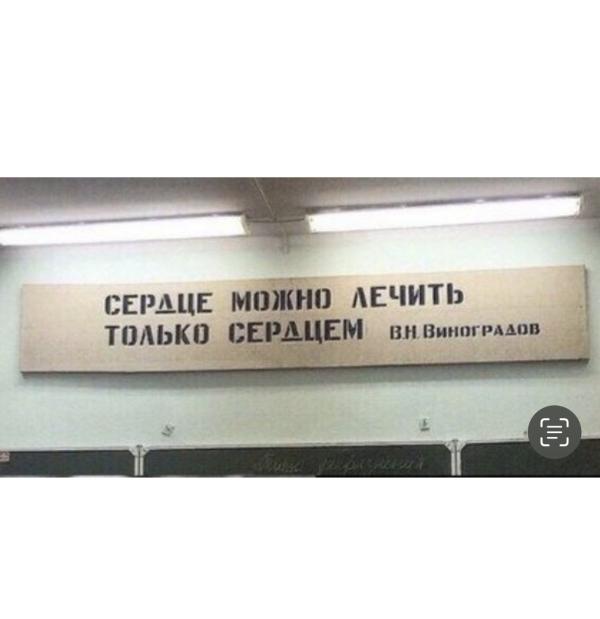 СЕРДЦЕ МОЖНО ЛЕЧИТЬ
ТОЛЬКО СЕРДЦЕМ В.Н. ВИНОГРАДОВ